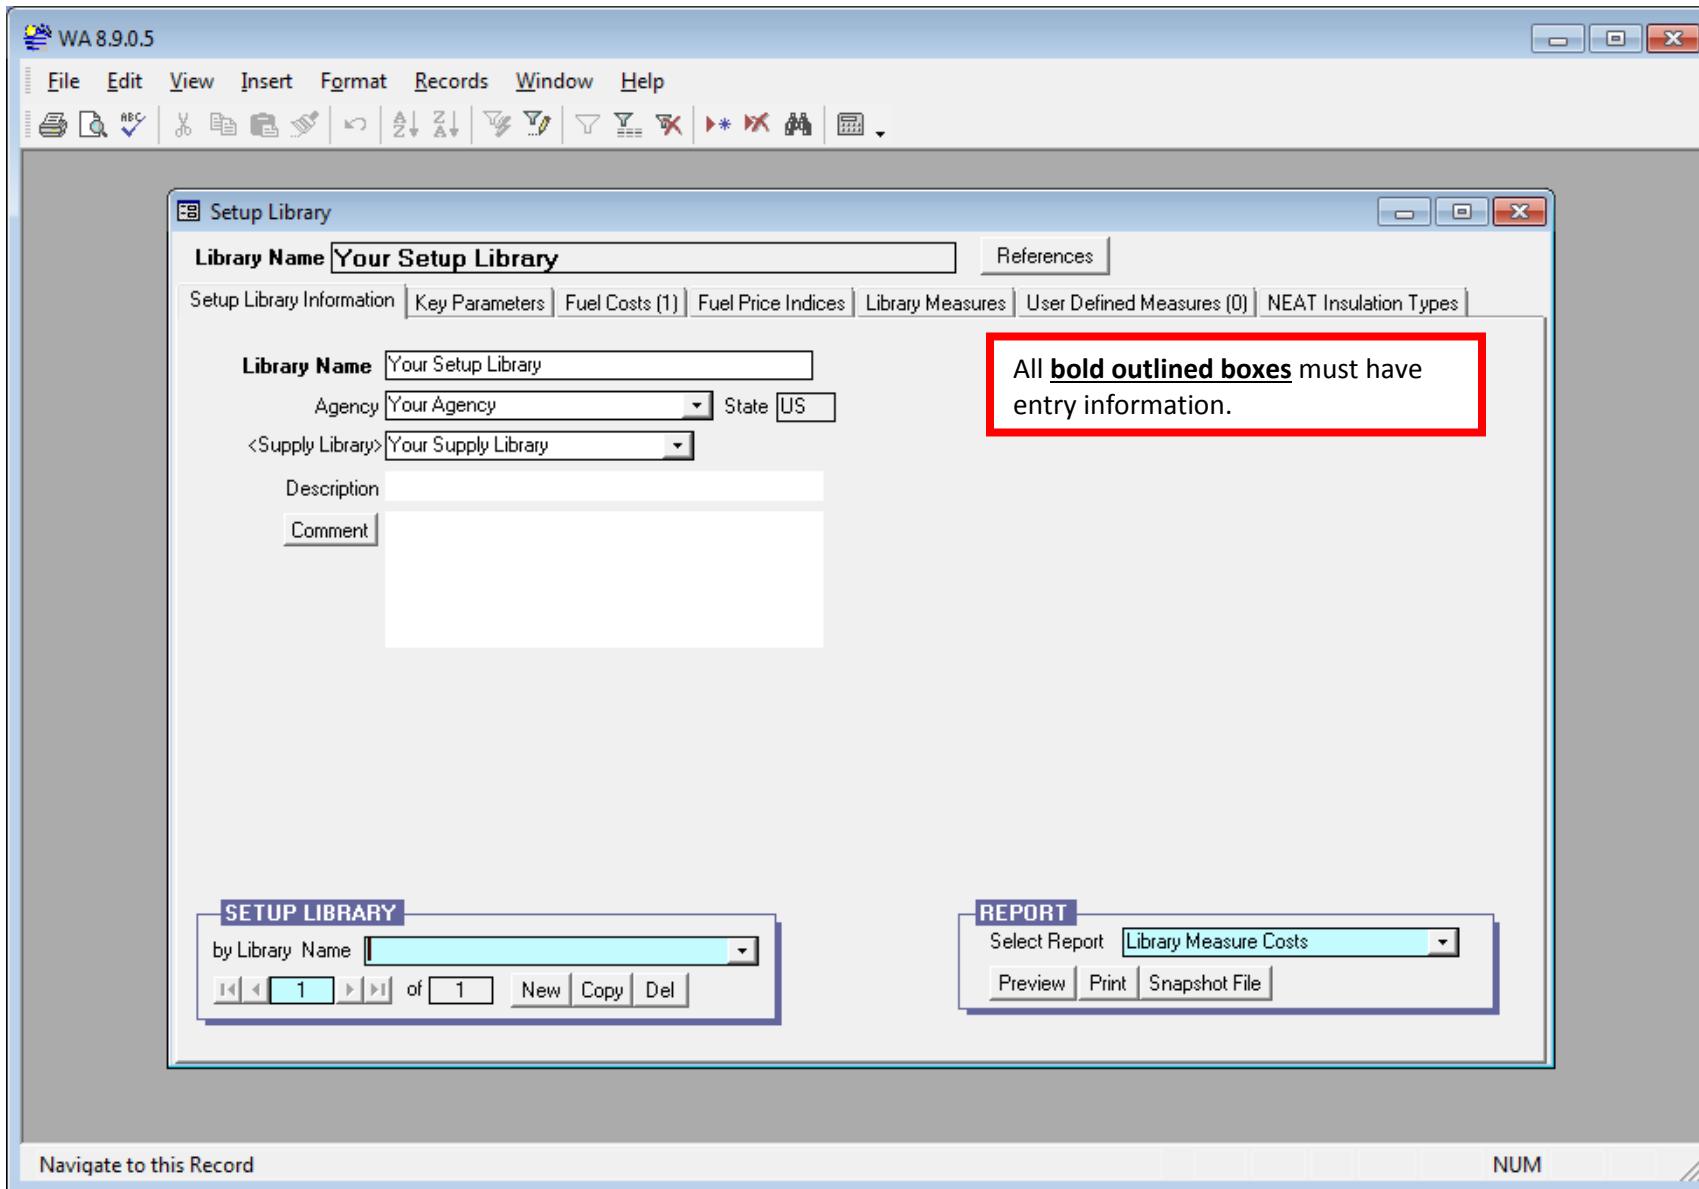 WA 8.9.0.5
File Edit View Insert Format Records Window Help
Setup Library
Library Name Your Setup Library References
Setup Library Information Key Parameters Fuel Costs (1) Fuel Price Indices Library Measures User Defined Measures (0) NEAT Insulation Types
Library Name Your Setup Library
Agency Your Agency State US
<Supply Library> Your Supply Library
Description
Comment
All bold outlined boxes must have
entry information.
SETUP LIBRARY
by Library Name
1 of 1 New Copy Del
REPORT
Select Report Library Measure Costs
Preview Print Snapshot File
Navigate to this Record NUM